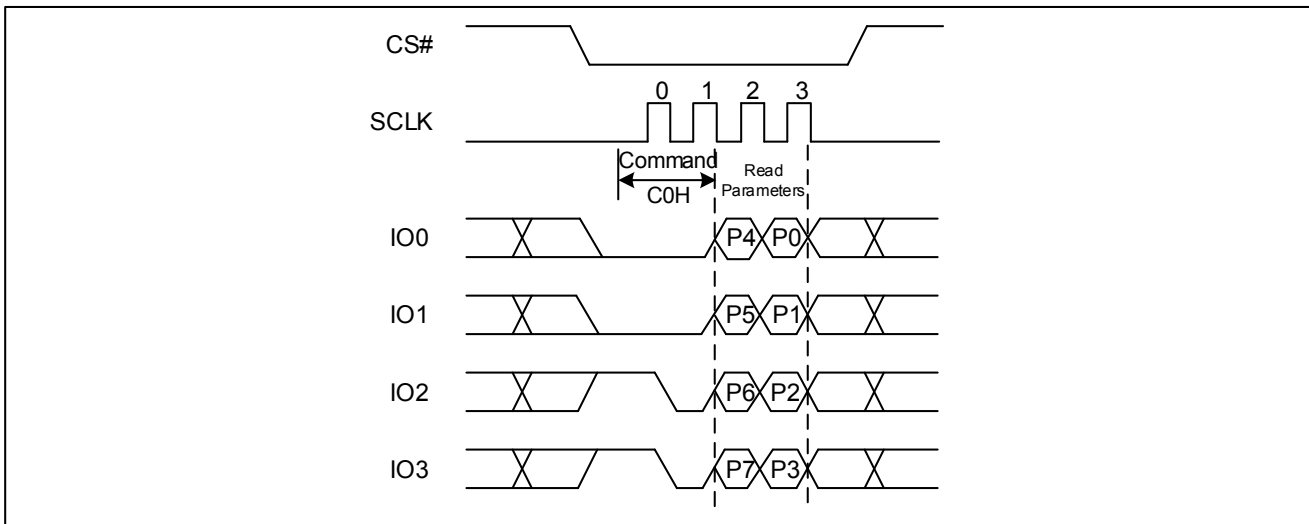 CS#
0 1 2 3
SCLK
Command
C0H
Read
Parameters
IO0 P4 P0
IO1 P5 P1
IO2 P6 P2
IO3 P7 P3